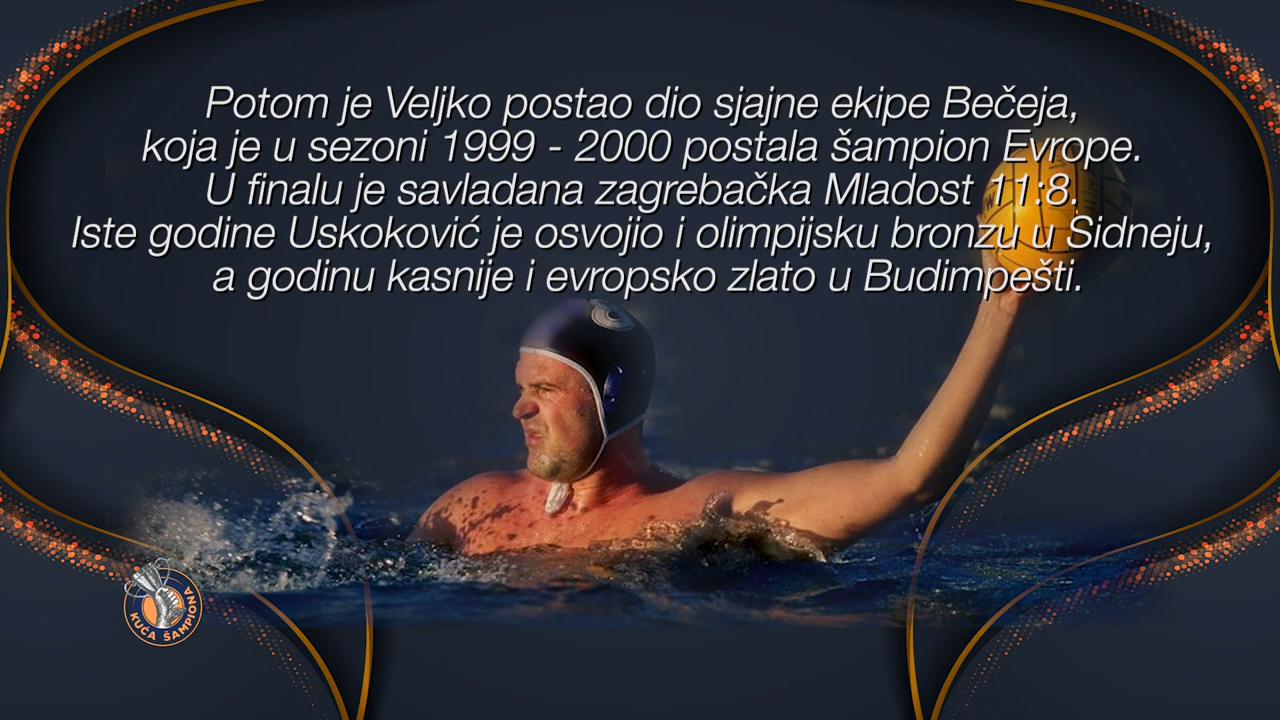 Potom je Veljko postao dio sjajne ekipe Bečeja,
koja je u sezoni 1999 - 2000 postala šampion Evrope.
U finalu je savladana zagrebačka Mladost 11:8.
Iste godine Uskoković je osvojio i olimpijsku bronzu u Sidneju,
a godinu kasnije i evropsko zlato u Budimpešti.
KUĆA ŠAMPIONA